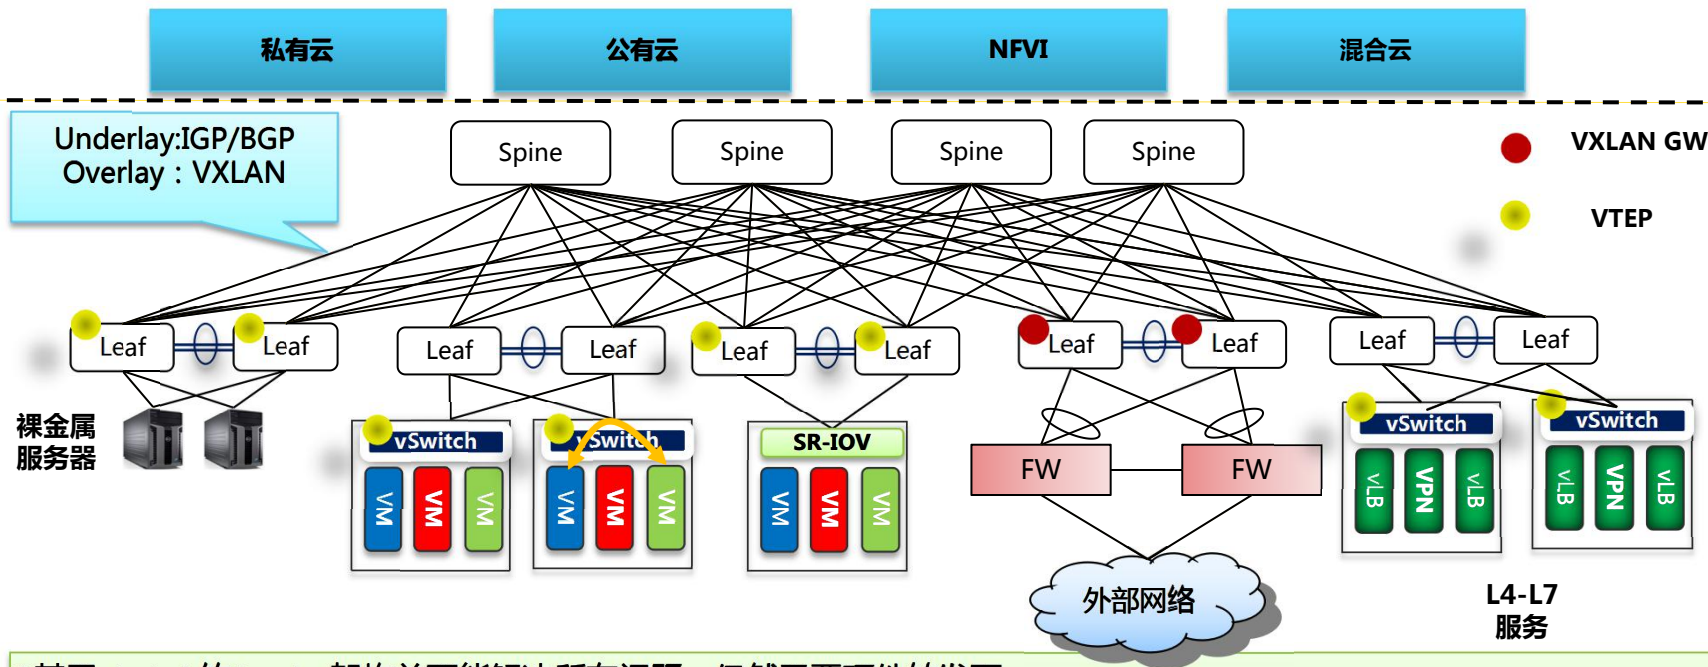 私有云
公有云
NFVI
混合云
Underlay:IGP/BGP
Overlay：VXLAN
Spine
Spine
Spine
Spine
VXLAN GW
VTEP
Leaf
Leaf
Leaf
Leaf
Leaf
Leaf
Leaf
Leaf
Leaf
Leaf
裸金属
服务器
vSwitch
vSwitch
SR-IOV
FW
FW
vSwitch
vSwitch
VM
VM
VM
VM
VM
VM
VM
VM
VM
vLB
VPN
vLB
vLB
VPN
vLB
外部网络
L4-L7
服务